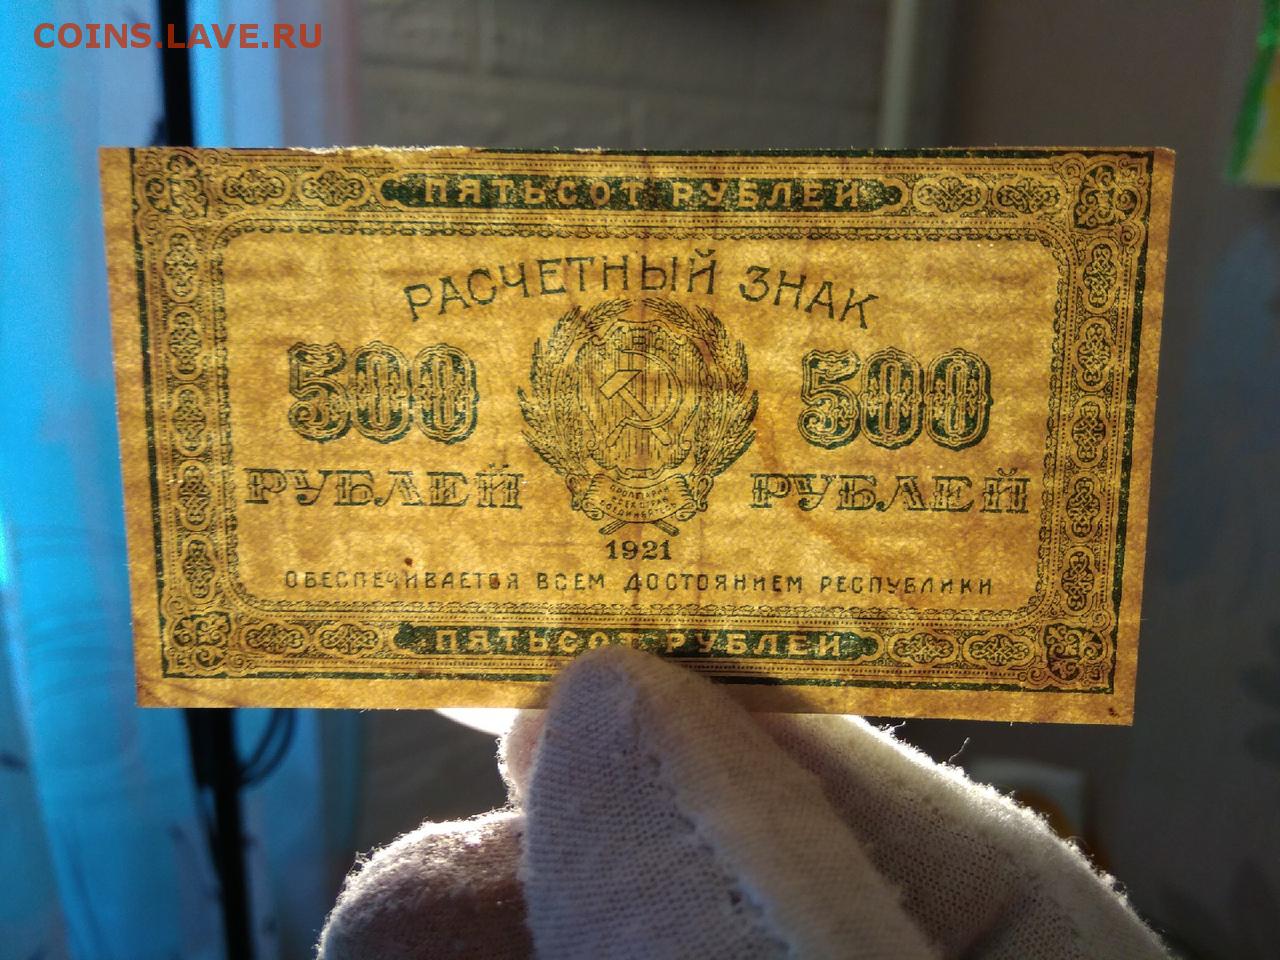 COINS.LAVE.RU
ПЯТЬСОТ РУБЛЕЙ
РАСЧЕТНЫЙ ЗНАК
500 500
РУБЛЕЙ РУБЛЕЙ
1921
ОБЕСПЕЧИВАЕТСЯ ВСЕМ ДОСТОЯНИЕМ РЕСПУБЛИКИ
ПЯТЬСОТ РУБЛЕЙ